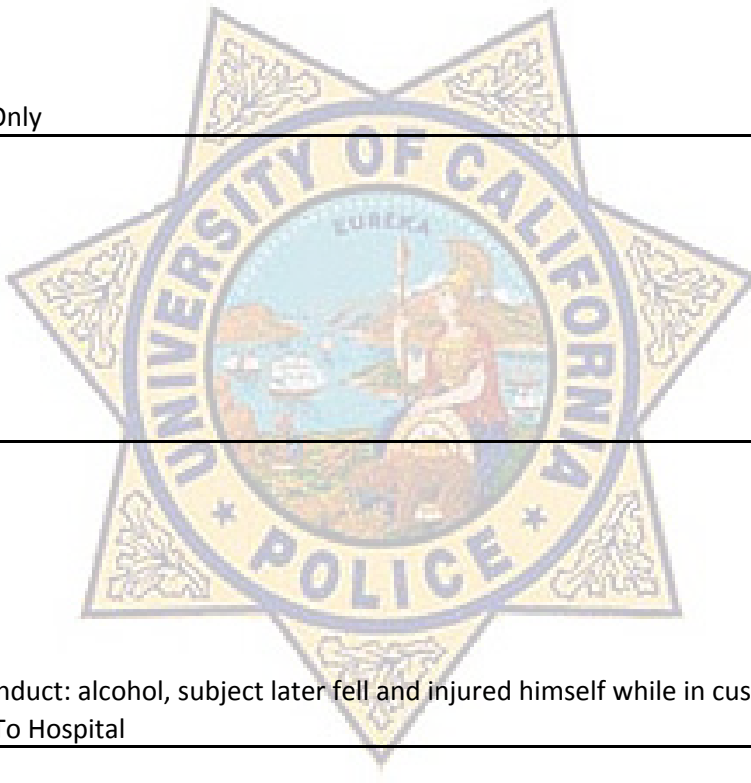 Only
UNIVERSITY OF CALIFORNIA
EUREKA
POLICE
nduct: alcohol, subject later fell and injured himself while in cus
To Hospital